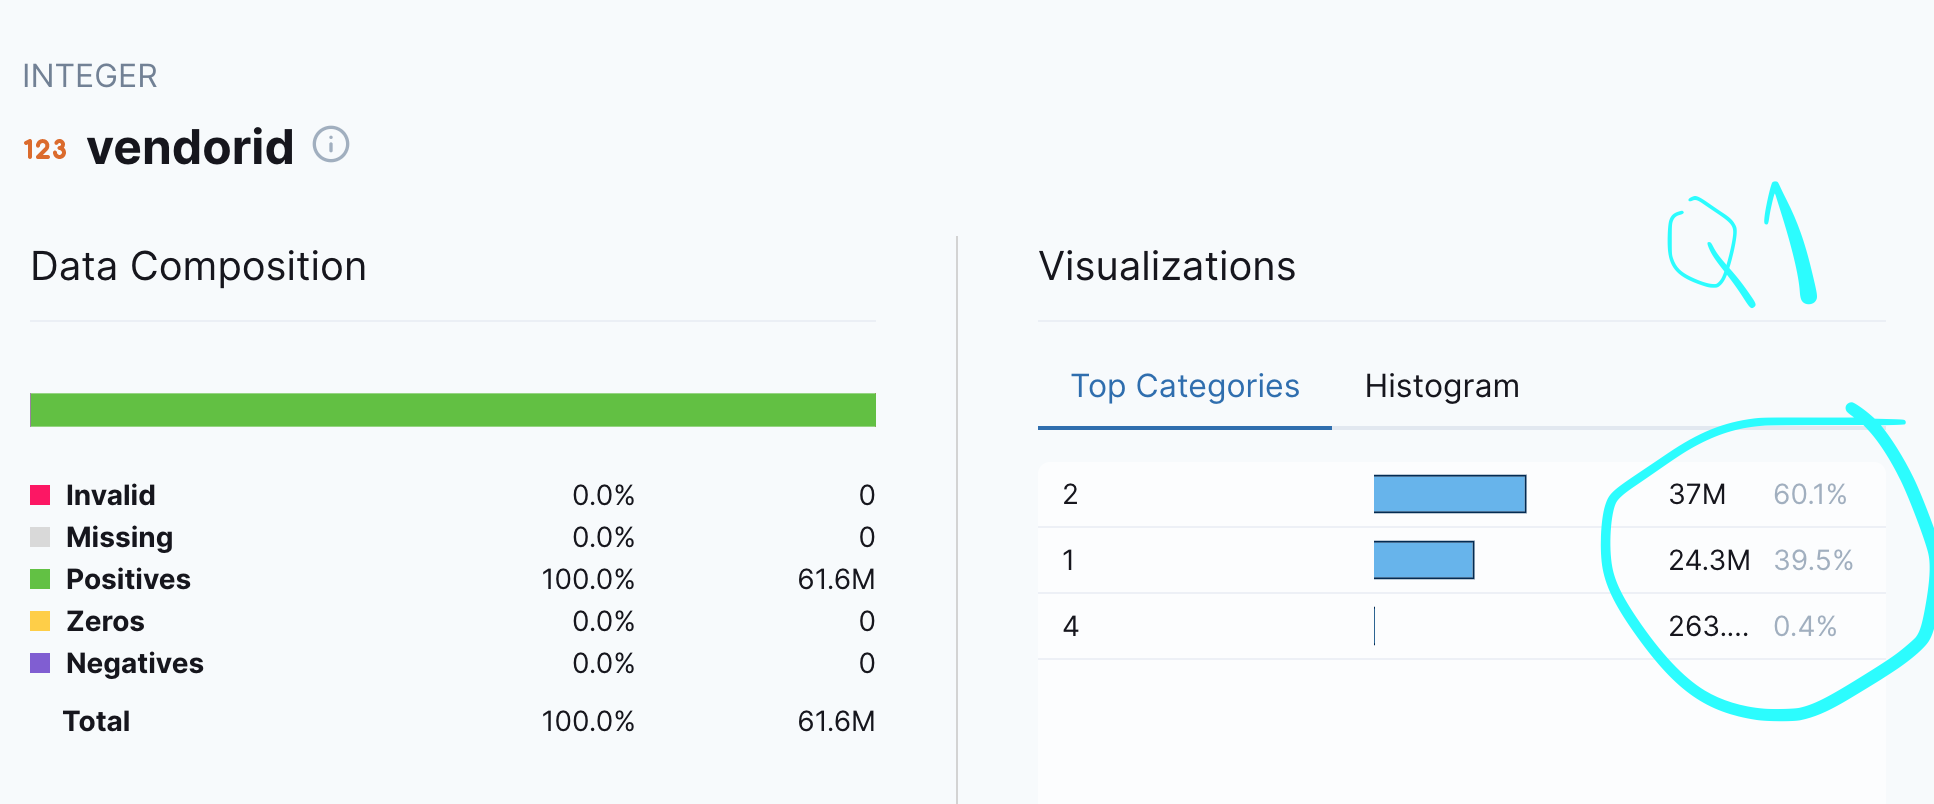 INTEGER
123 vendorid
Data Composition
Invalid 0.0% 0
Missing 0.0% 0
Positives 100.0% 61.6M
Zeros 0.0% 0
Negatives 0.0% 0
Total 100.0% 61.6M
Visualizations
Q1
Top Categories Histogram
2 37M 60.1%
1 24.3M 39.5%
4 263.... 0.4%